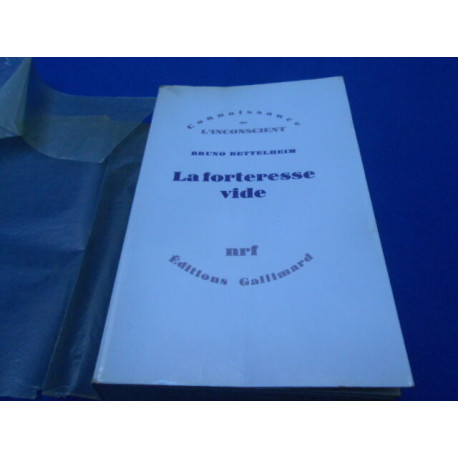 Connaissance
de
L'INCONSCIENT
BRUNO BETTELHEIM
La forteresse
vide
nrf
Éditions Gallimard